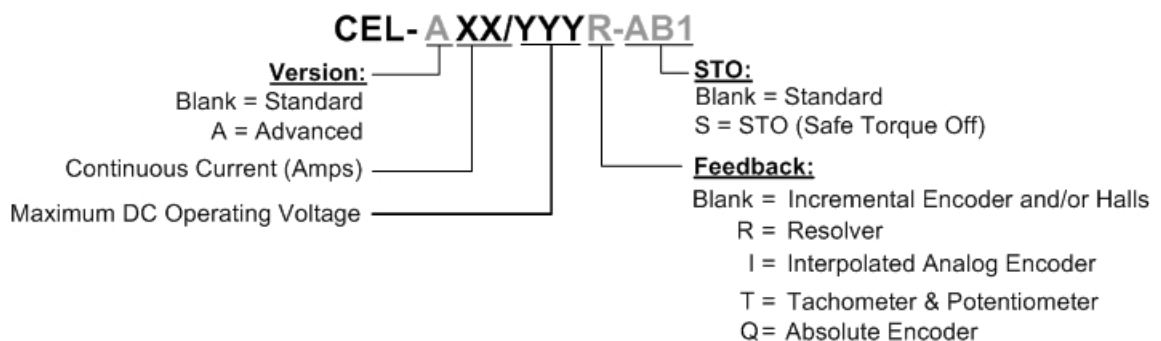 CEL- A XX/YYYR-AB1
Version:
Blank = Standard
A = Advanced
Continuous Current (Amps)
Maximum DC Operating Voltage
STO:
Blank = Standard
S = STO (Safe Torque Off)
Feedback:
Blank = Incremental Encoder and/or Halls
R = Resolver
I = Interpolated Analog Encoder
T = Tachometer & Potentiometer
Q= Absolute Encoder